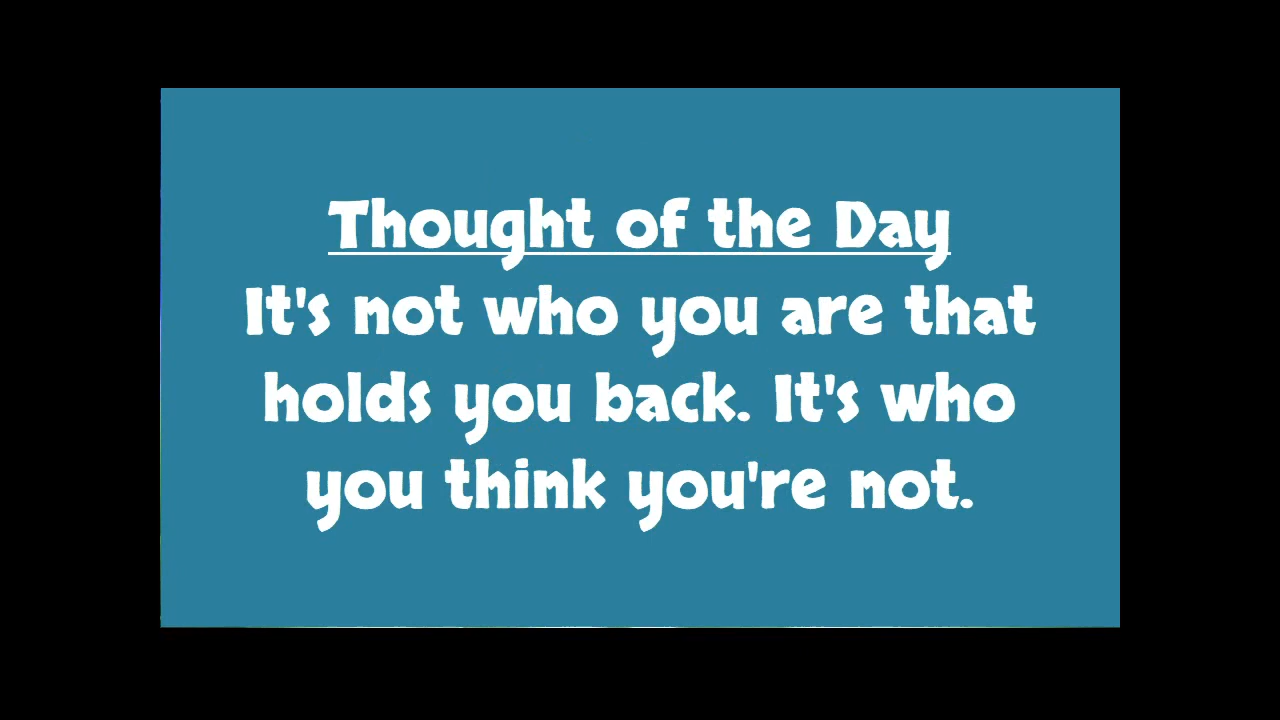 Thought of the Day
It's not who you are that
holds you back. It's who
you think you're not.